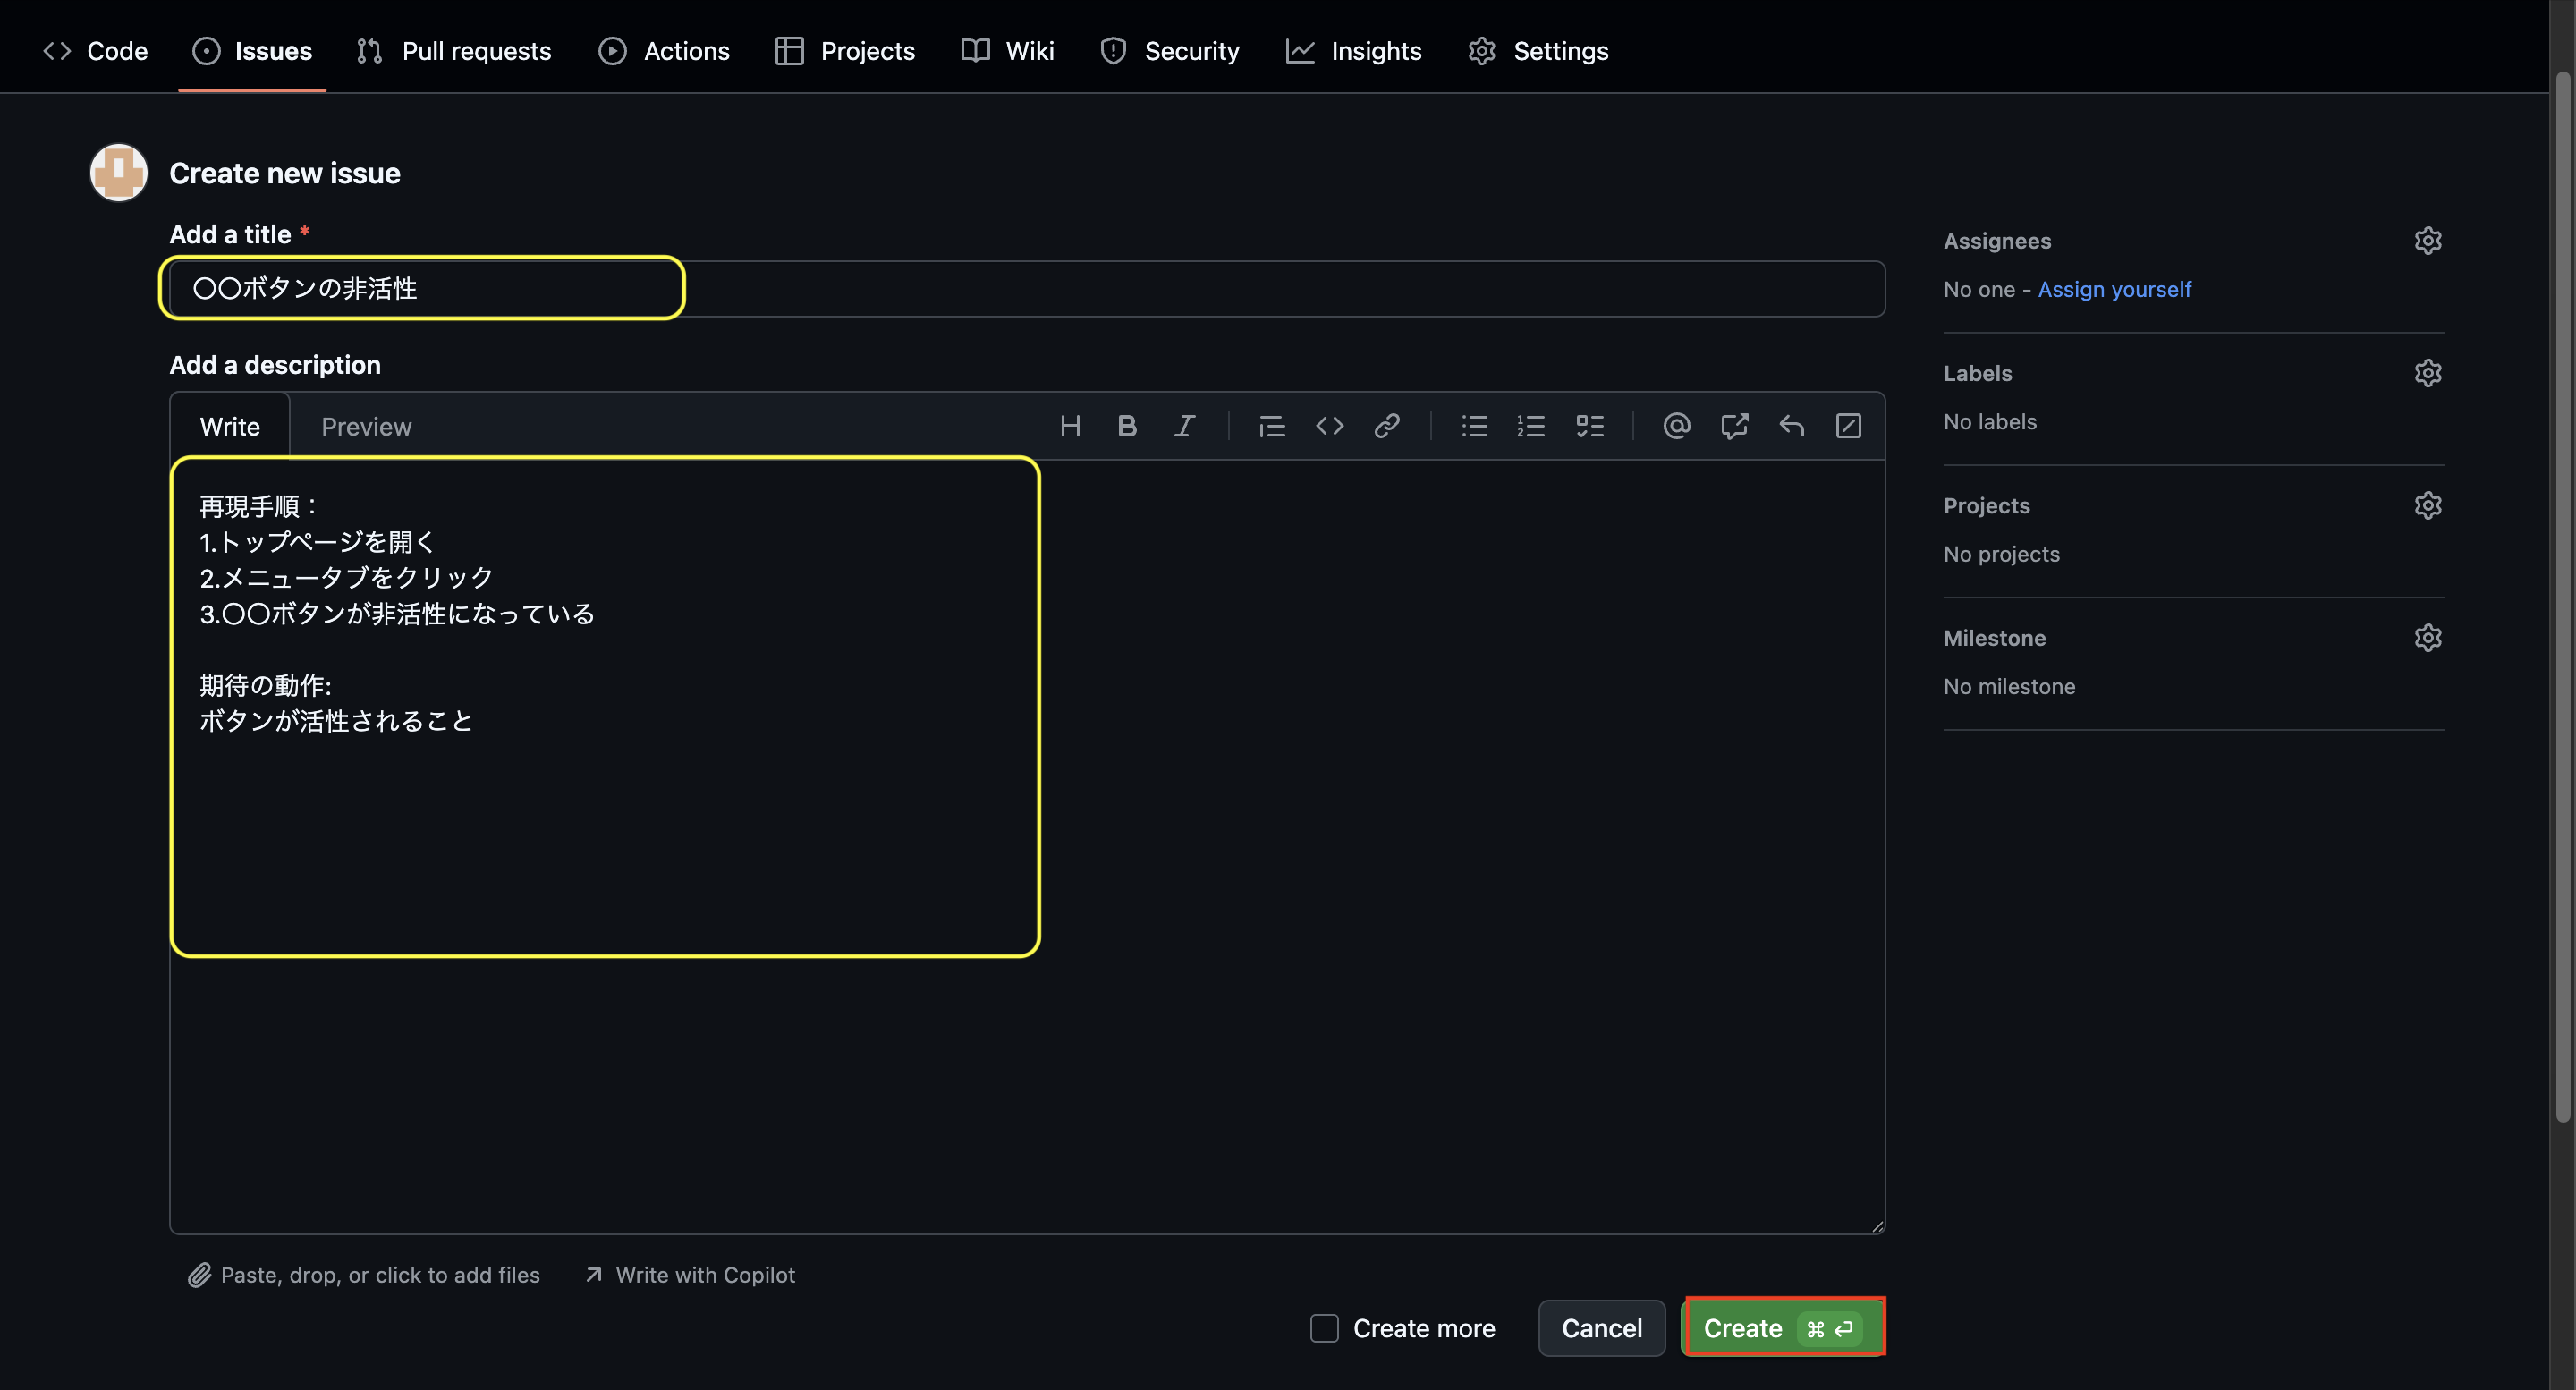 Code Issues Pull requests Actions Projects Wiki Security Insights Settings
Create new issue
Add a title *
〇〇ボタンの非活性
Add a description
Write Preview
再現手順：
1.トップページを開く
2.メニュータブをクリック
3.〇〇ボタンが非活性になっている
期待の動作:
ボタンが活性されること
Paste, drop, or click to add files Write with Copilot
Create more Cancel Create ⌘ ⏎
Assignees
No one - Assign yourself
Labels
No labels
Projects
No projects
Milestone
No milestone